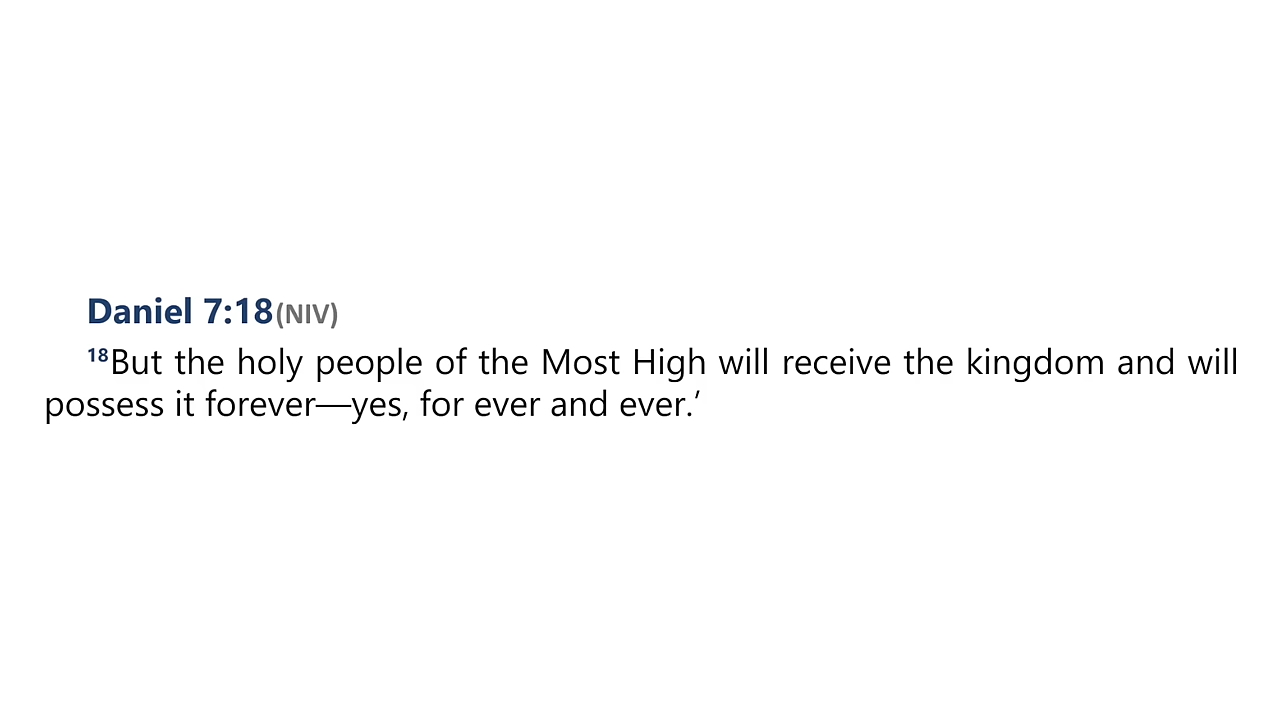 Daniel 7:18(NIV)
18But the holy people of the Most High will receive the kingdom and will
possess it forever—yes, for ever and ever.’